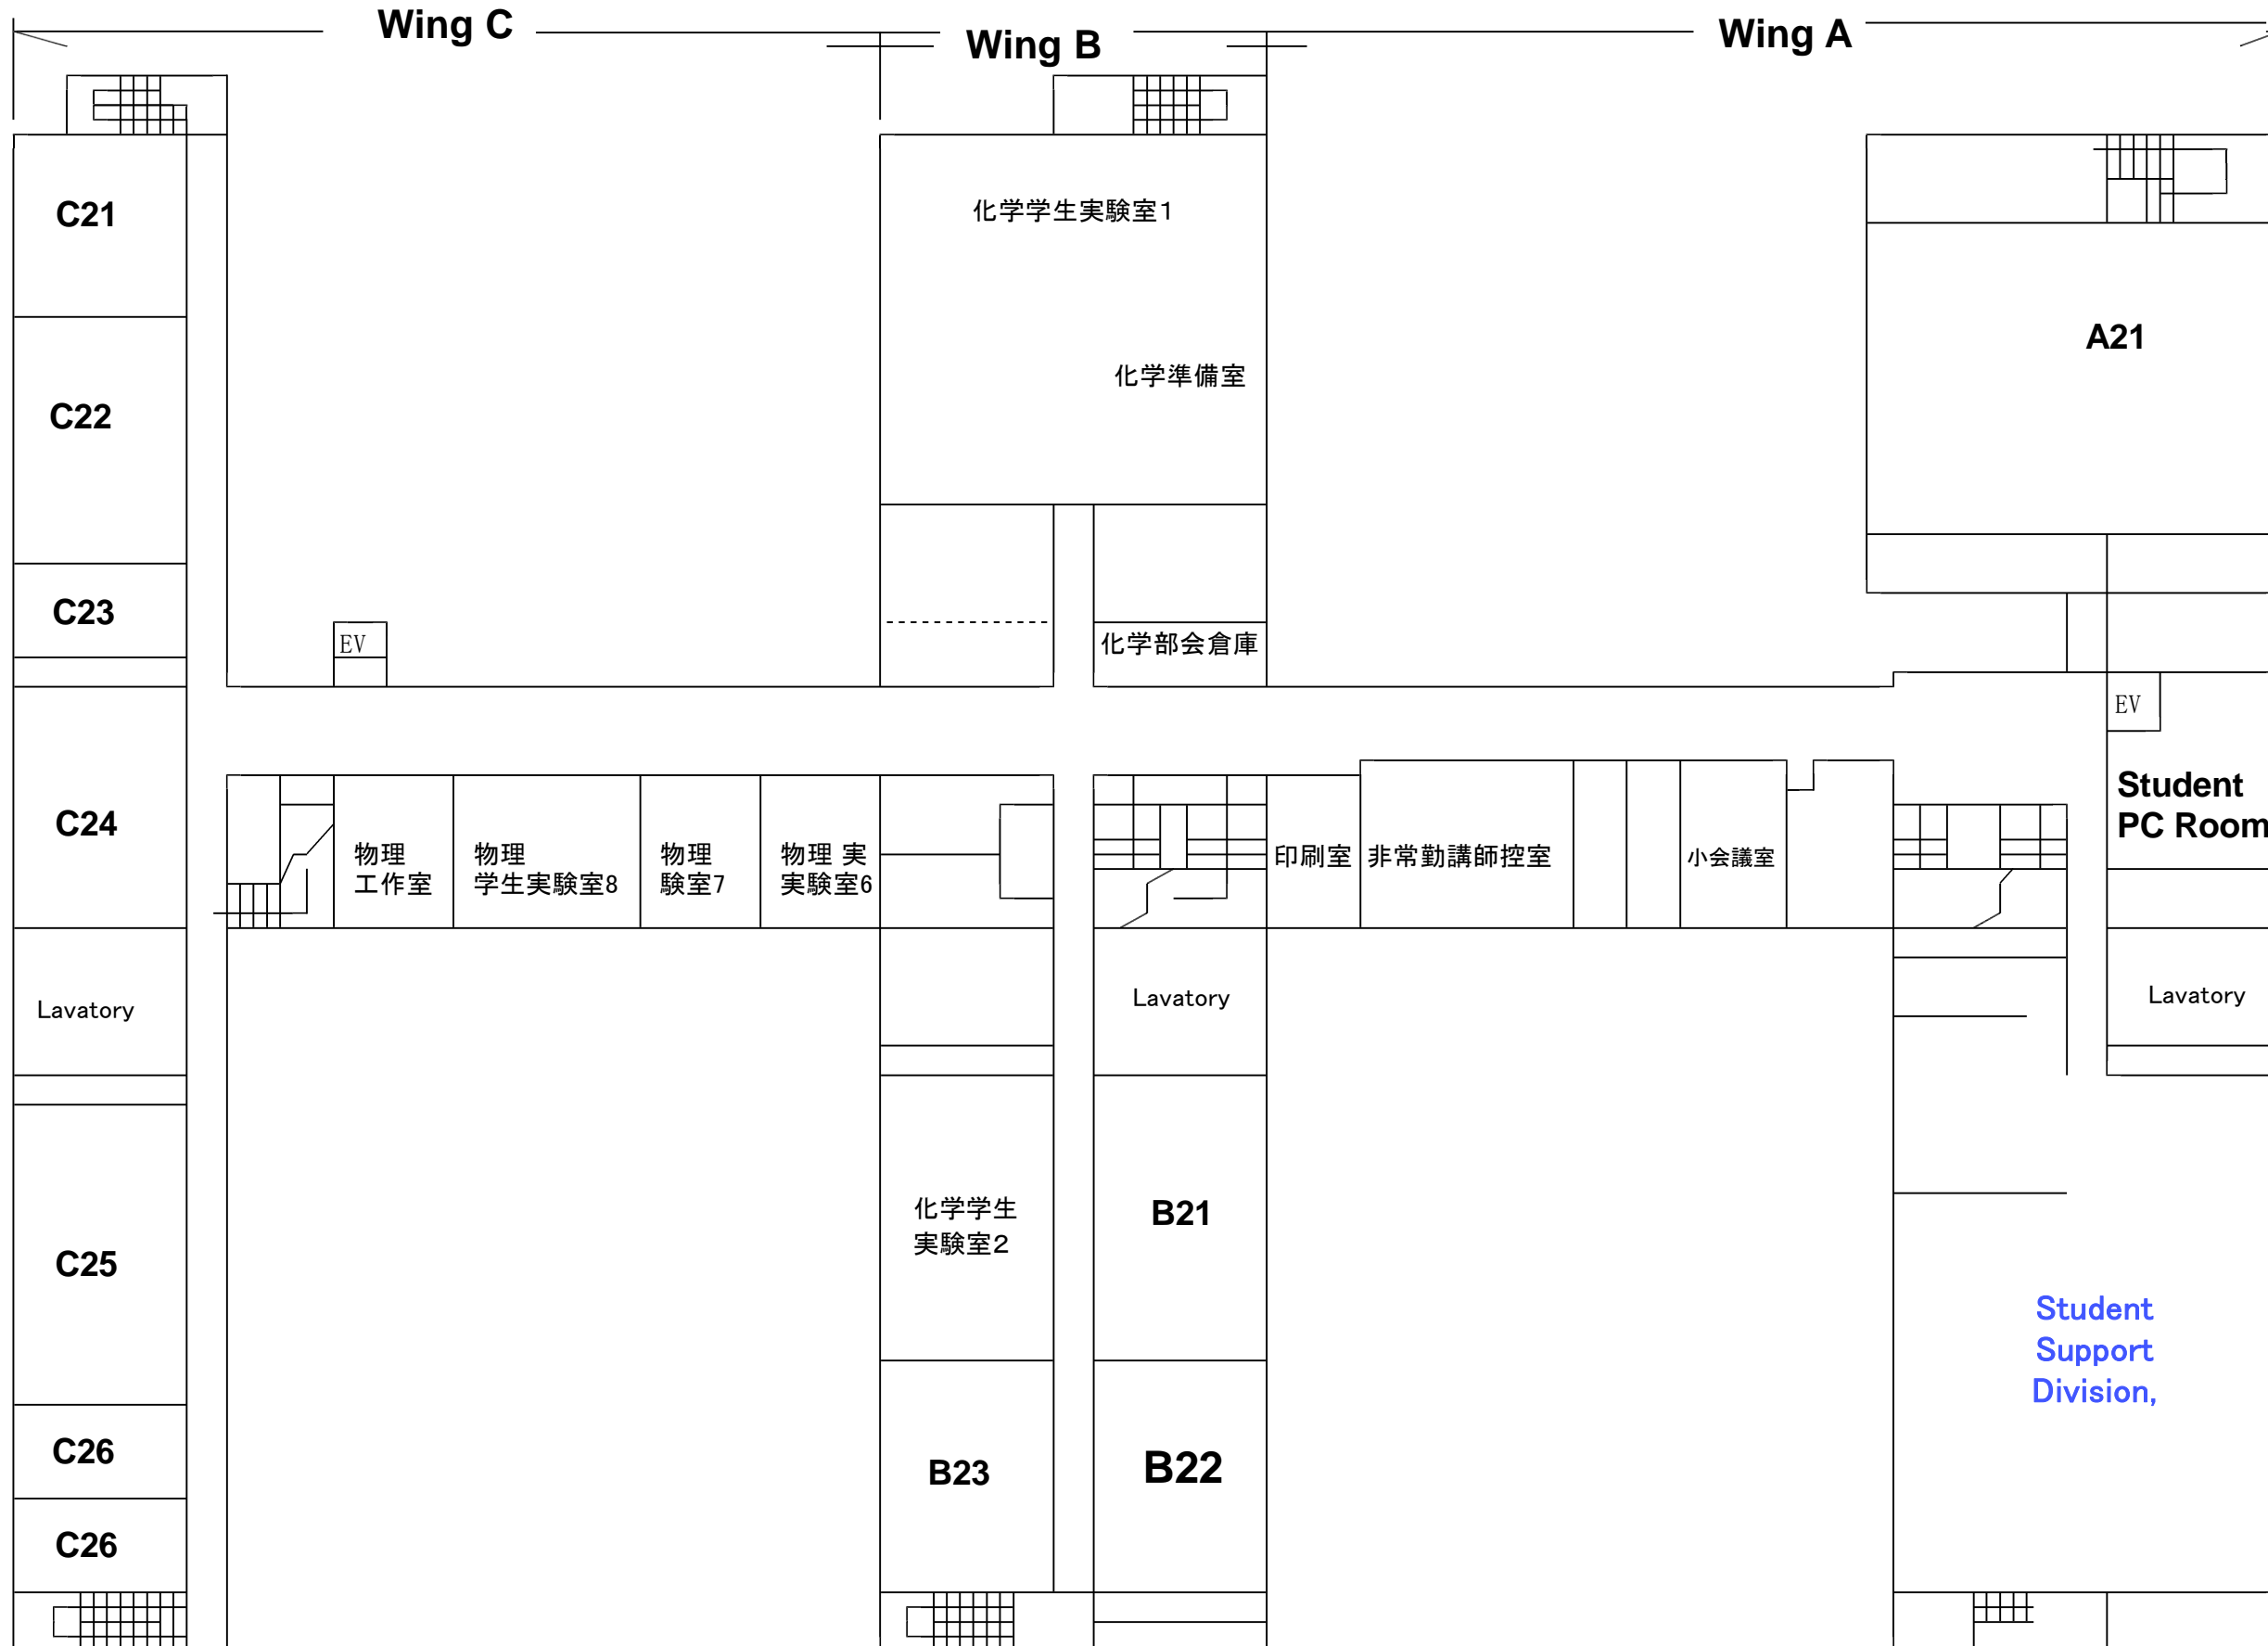 Wing C
Wing B
Wing A
C21
化学学生実験室1
A21
化学準備室
C22
C23
EV
化学部会倉庫
EV
Student
PC Room
C24
物理
工作室
物理
学生実験室8
物理
験室7
物理 実
実験室6
印刷室
非常勤講師控室
小会議室
Lavatory
Lavatory
Lavatory
化学学生
実験室2
B21
C25
Student
Support
Division,
C26
B23
B22
C26